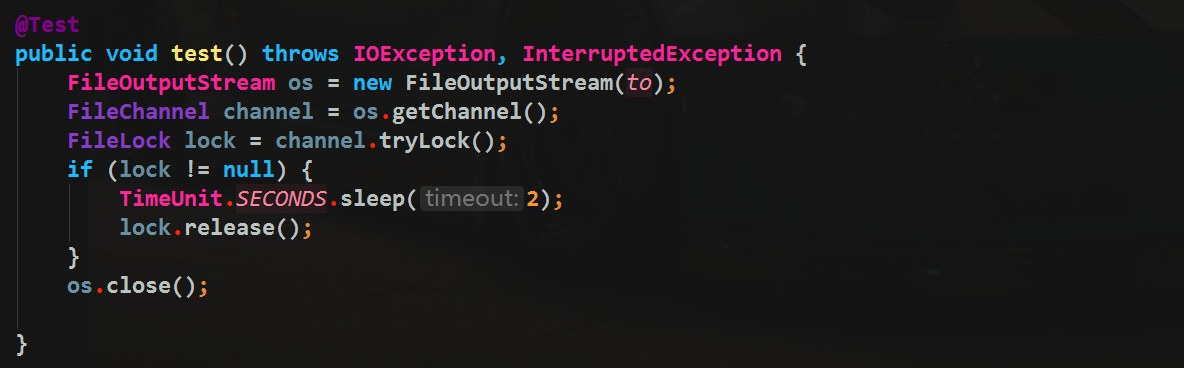 @Test
public void test() throws IOException, InterruptedException {
    FileOutputStream os = new FileOutputStream(to);
    FileChannel channel = os.getChannel();
    FileLock lock = channel.tryLock();
    if (lock != null) {
        TimeUnit.SECONDS.sleep( timeout: 2);
        lock.release();
    }
    os.close();
}